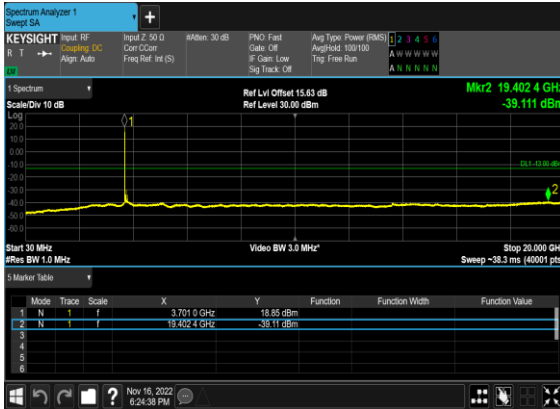 Spectrum Analyzer 1
Swept SA
+
KEYSIGHT Input: RF Input Z: 50 Ω #Atten: 30 dB PNO: Fast Avg Type: Power (RMS) 1 2 3 4 5 6
R T Coupling: DC Corr CCorr Gate: Off Avg|Hold: 100/100 A W W W W W
Align: Auto Freq Ref: Int (S) IF Gain: Low Trig: Free Run
Sig Track: Off A N N N N N
1 Spectrum Ref Lvl Offset 15.63 dB Mkr2 19.402 4 GHz
Scale/Div 10 dB Ref Level 30.00 dBm -39.111 dBm
Log
1
20.0
10.0
0.00
-10.0 DL1 -13.00 dBm
-20.0
-30.0
2
-40.0
-50.0
-60.0
Start 30 MHz Video BW 3.0 MHz* Stop 20.000 GHz
#Res BW 1.0 MHz Sweep ~38.3 ms (40001 pts)
5 Marker Table
Mode Trace Scale X Y Function Function Width Function Value
1 N 1 f 3.701 0 GHz 18.85 dBm
2 N 1 f 19.402 4 GHz -39.11 dBm
3
4
5
6
? Nov 16, 2022
6:24:38 PM